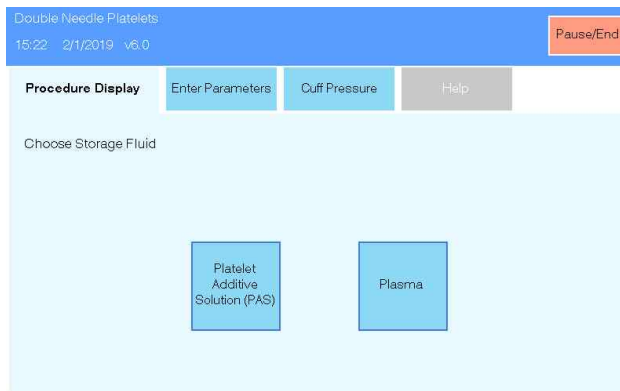 Double Needle Platelets
15:22 2/1/2019 v6.0
Pause/End
Procedure Display
Enter Parameters
Cuff Pressure
Help
Choose Storage Fluid
Platelet
Additive
Solution (PAS)
Plasma